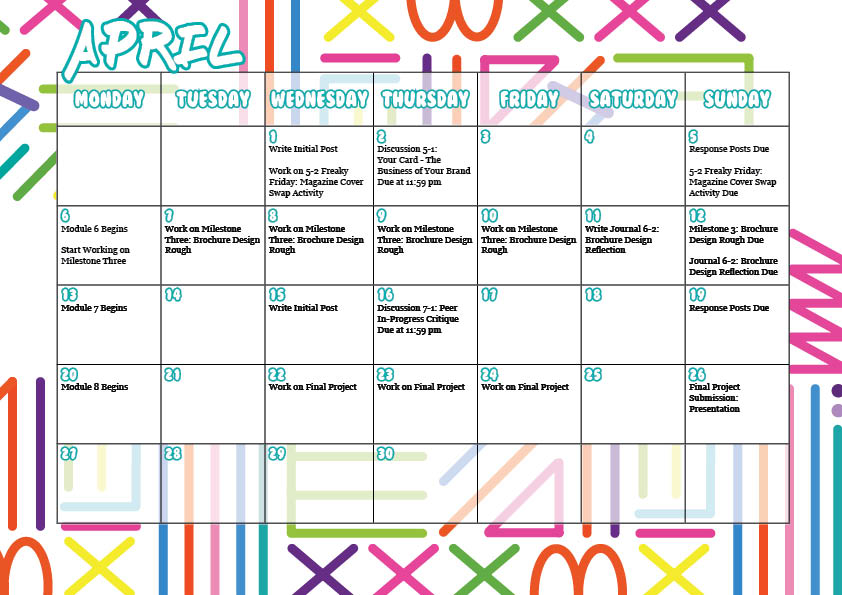 APRIL
MONDAY TUESDAY WEDNESDAY THURSDAY FRIDAY SATURDAY SUNDAY
1
Write Initial Post
Work on 5-2 Freaky
Friday: Magazine Cover
Swap Activity
2
Discussion 5-1:
Your Card - The
Business of Your Brand
Due at 11:59 pm
3
4
5
Response Posts Due
5-2 Freaky Friday:
Magazine Cover Swap
Activity Due
6
Module 6 Begins
Start Working on
Milestone Three
7
Work on Milestone
Three: Brochure Design
Rough
8
Work on Milestone
Three: Brochure Design
Rough
9
Work on Milestone
Three: Brochure Design
Rough
10
Work on Milestone
Three: Brochure Design
Rough
11
Write Journal 6-2:
Brochure Design
Reflection
12
Milestone 3: Brochure
Design Rough Due
Journal 6-2: Brochure
Design Reflection Due
13
Module 7 Begins
14
15
Write Initial Post
16
Discussion 7-1: Peer
In-Progress Critique
Due at 11:59 pm
17
18
19
Response Posts Due
20
Module 8 Begins
21
22
Work on Final Project
23
Work on Final Project
24
Work on Final Project
25
26
Final Project
Submission:
Presentation
27
28
29
30